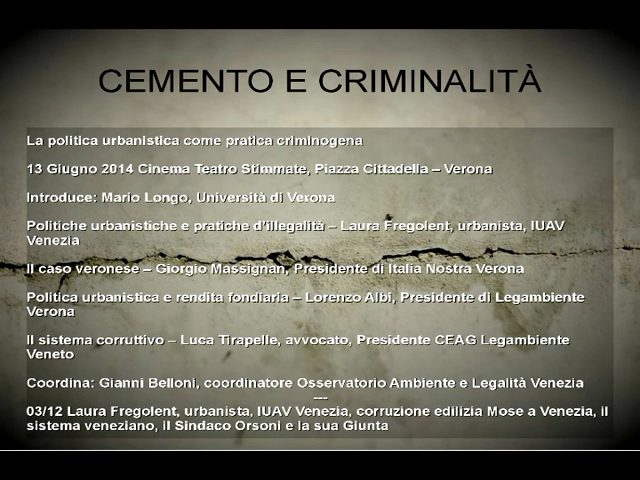 CEMENTO E CRIMINALITÀ
La politica urbanistica come pratica criminogena
13 Giugno 2014 Cinema Teatro Stimmate, Piazza Cittadella – Verona
Introduce: Mario Longo, Università di Verona
Politiche urbanistiche e pratiche d'illegalità – Laura Fregolent, urbanista, IUAV
Venezia
Il caso veronese – Giorgio Massignan, Presidente di Italia Nostra Verona
Politica urbanistica e rendita fondiaria – Lorenzo Albi, Presidente di Legambiente
Verona
Il sistema corruttivo – Luca Tirapelle, avvocato, Presidente CEAG Legambiente
Veneto
Coordina: Gianni Belloni, coordinatore Osservatorio Ambiente e Legalità Venezia
---
03/12 Laura Fregolent, urbanista, IUAV Venezia, corruzione edilizia Mose a Venezia, il
sistema veneziano, il Sindaco Orsoni e la sua Giunta